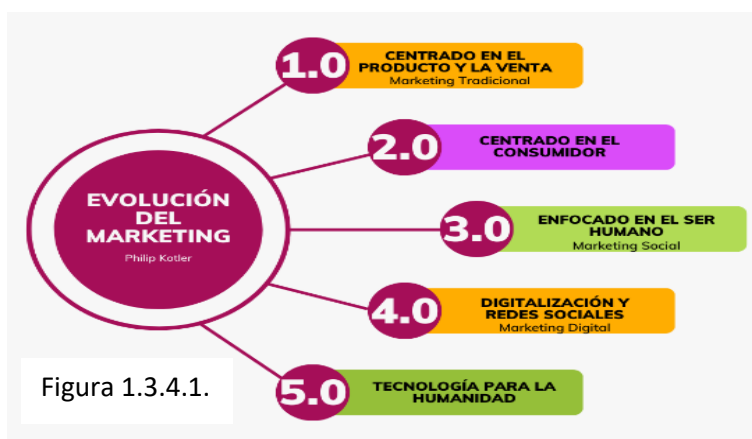 1.0
CENTRADO EN EL
PRODUCTO Y LA VENTA
Marketing Tradicional
2.0
CENTRADO EN EL
CONSUMIDOR
EVOLUCIÓN
DEL
MARKETING
Philip Kotler
3.0
ENFOCADO EN EL SER
HUMANO
Marketing Social
4.0
DIGITALIZACIÓN Y
REDES SOCIALES
Marketing Digital
Figura 1.3.4.1.
5.0
TECNOLOGÍA PARA LA
HUMANIDAD